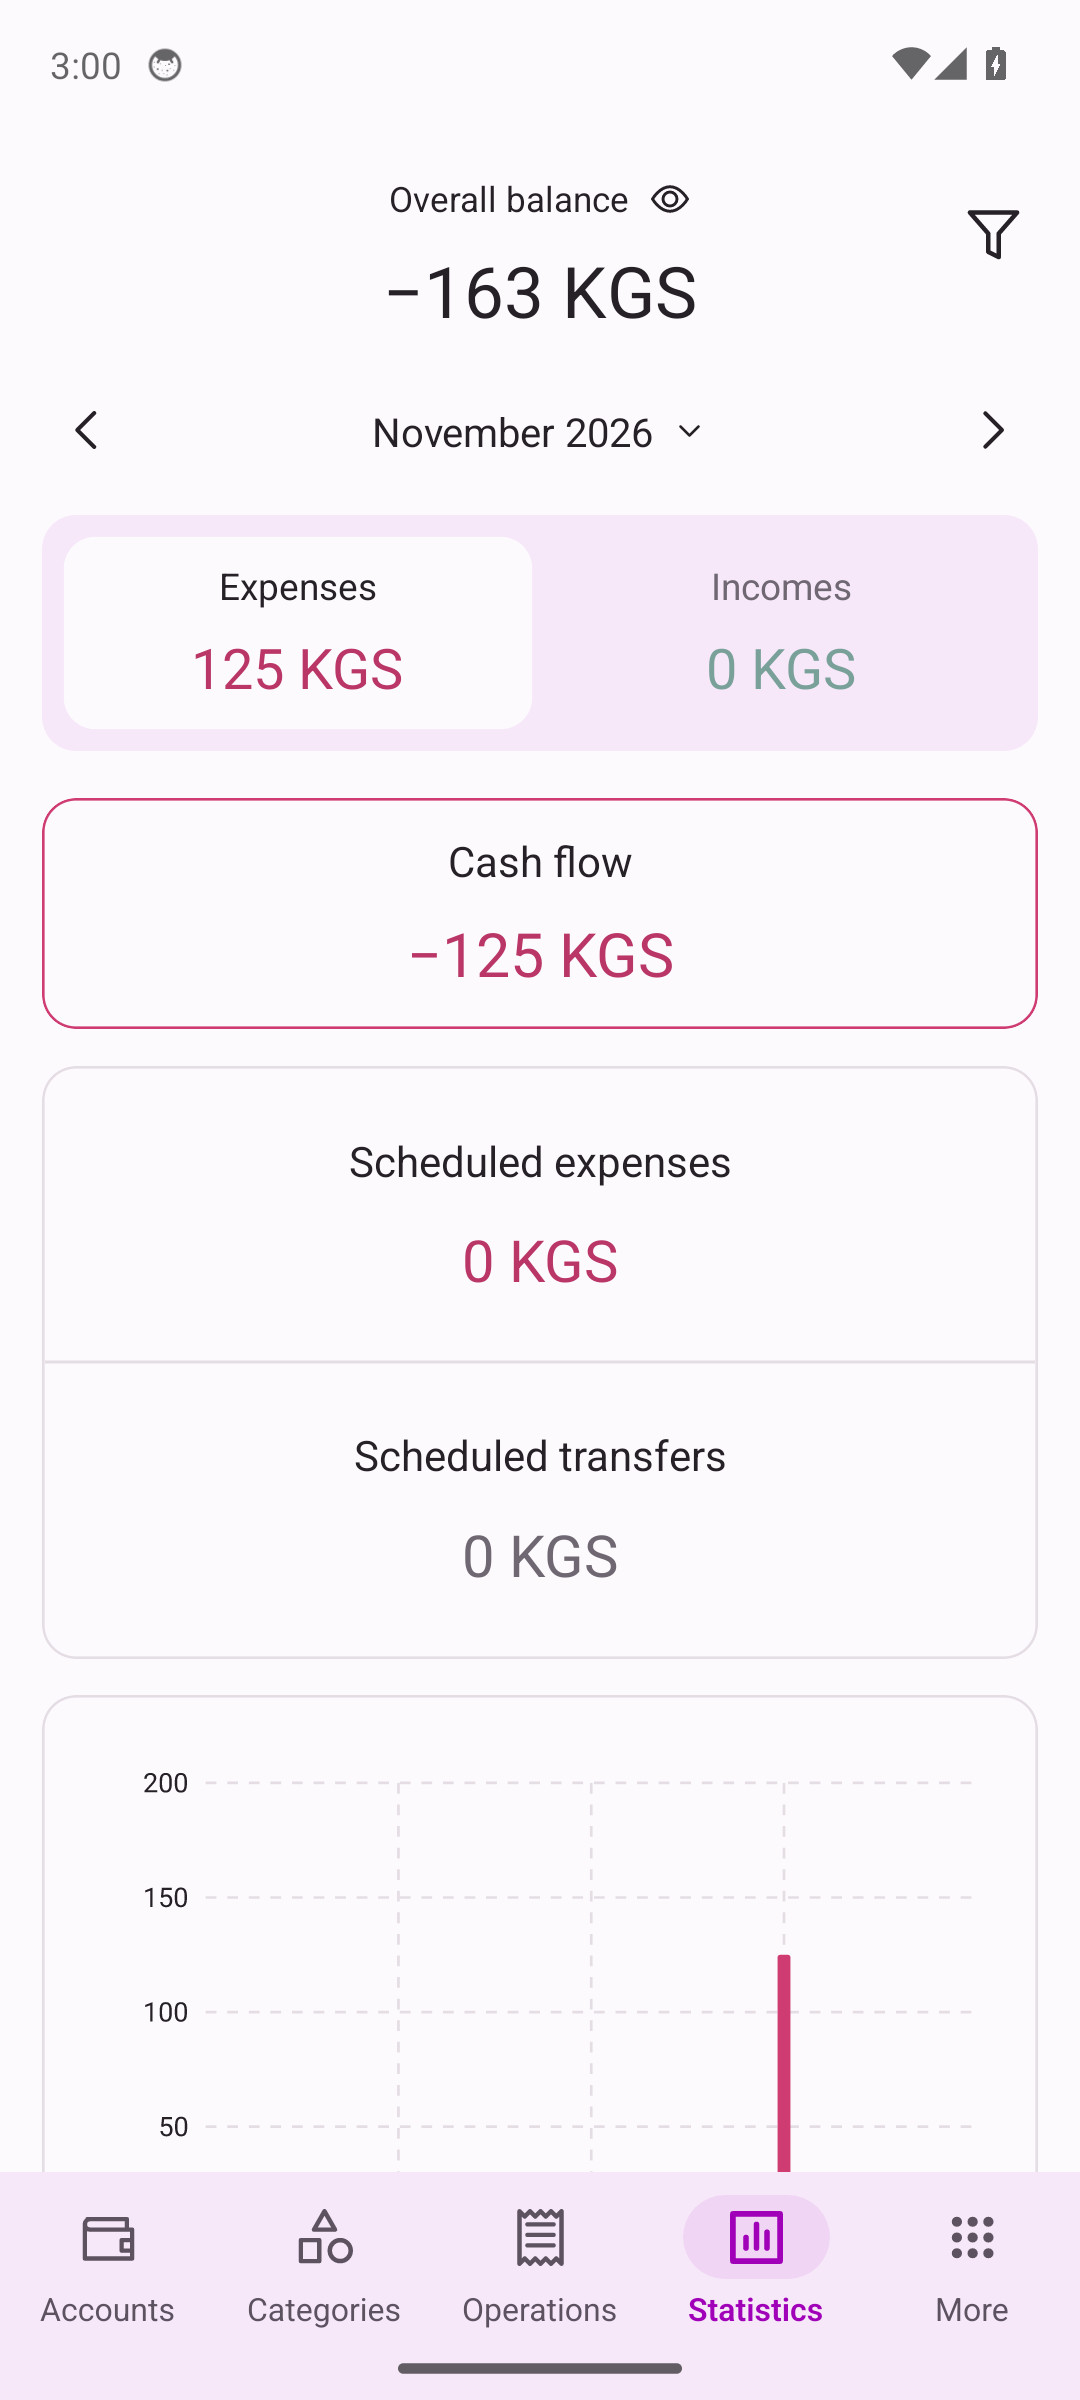 3:00
Overall balance
−163 KGS
November 2026
Expenses
125 KGS
Incomes
0 KGS
Cash flow
−125 KGS
Scheduled expenses
0 KGS
Scheduled transfers
0 KGS
200
150
100
50
Accounts
Categories
Operations
Statistics
More